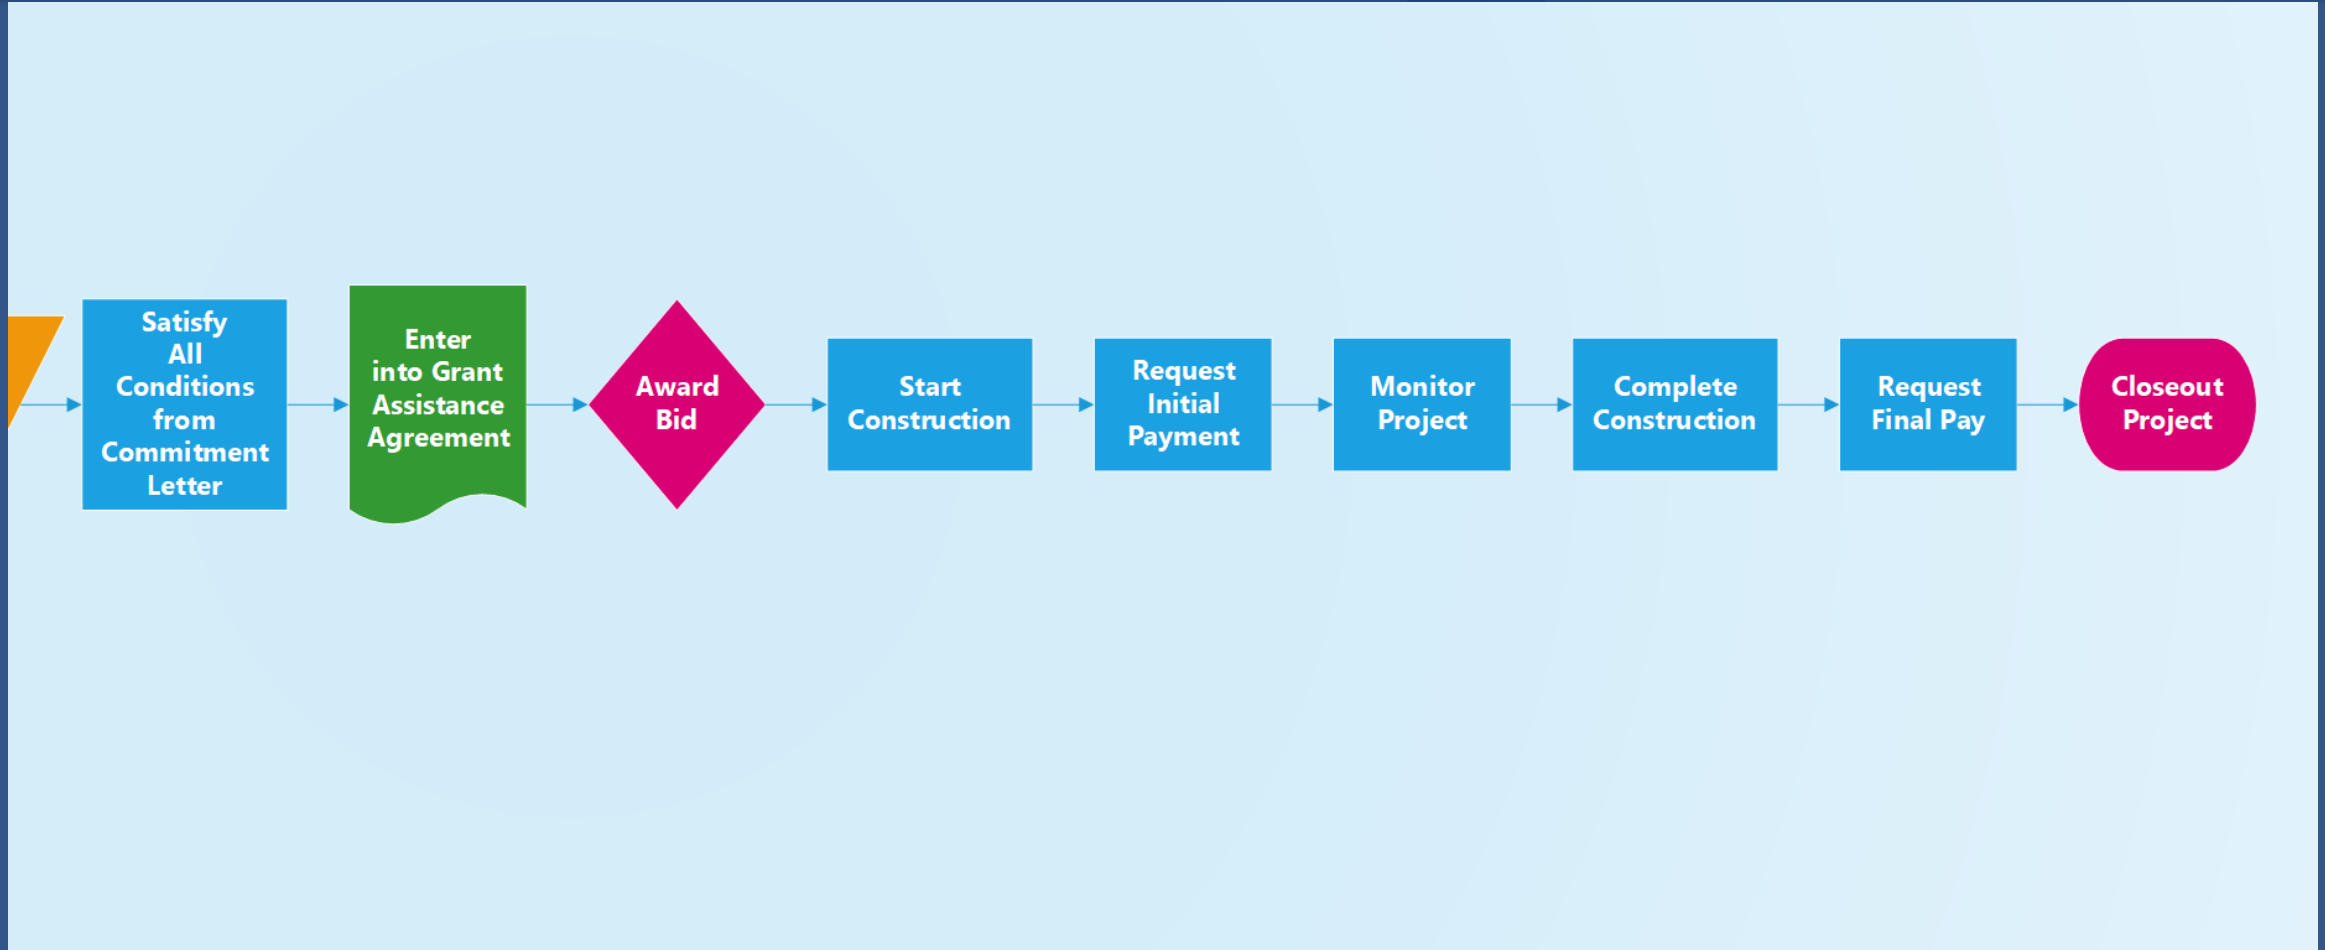 Satisfy
All
Conditions
from
Commitment
Letter
Enter
into Grant
Assistance
Agreement
Award
Bid
Start
Construction
Request
Initial
Payment
Monitor
Project
Complete
Construction
Request
Final Pay
Closeout
Project